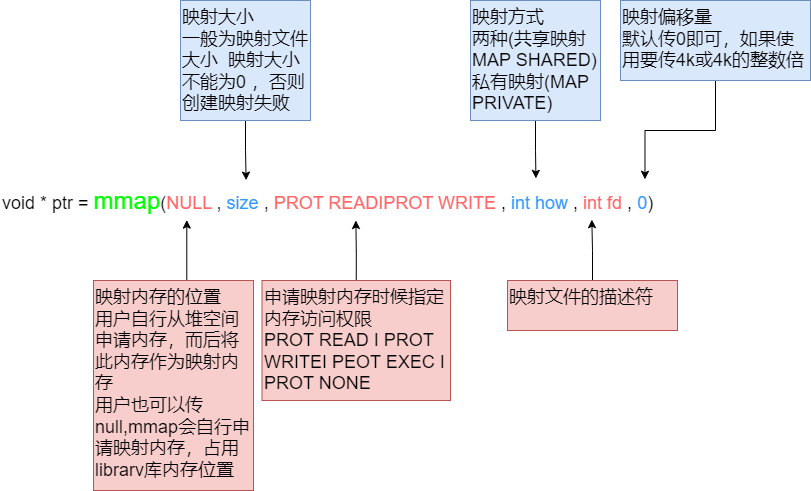 映射大小
一般为映射文件
大小 映射大小
不能为0 ，否则
创建映射失败
映射方式
两种(共享映射
MAP SHARED)
私有映射(MAP
PRIVATE)
映射偏移量
默认传0即可，如果使
用要传4k或4k的整数倍
void * ptr = mmap(NULL , size , PROT READIPROT WRITE , int how , int fd , 0)
映射内存的位置
用户自行从堆空间
申请内存，而后将
此内存作为映射内
存
用户也可以传
null,mmap会自行申
请映射内存，占用
librarv库内存位置
申请映射内存时候指定
内存访问权限
PROT READ I PROT
WRITEI PEOT EXEC I
PROT NONE
映射文件的描述符